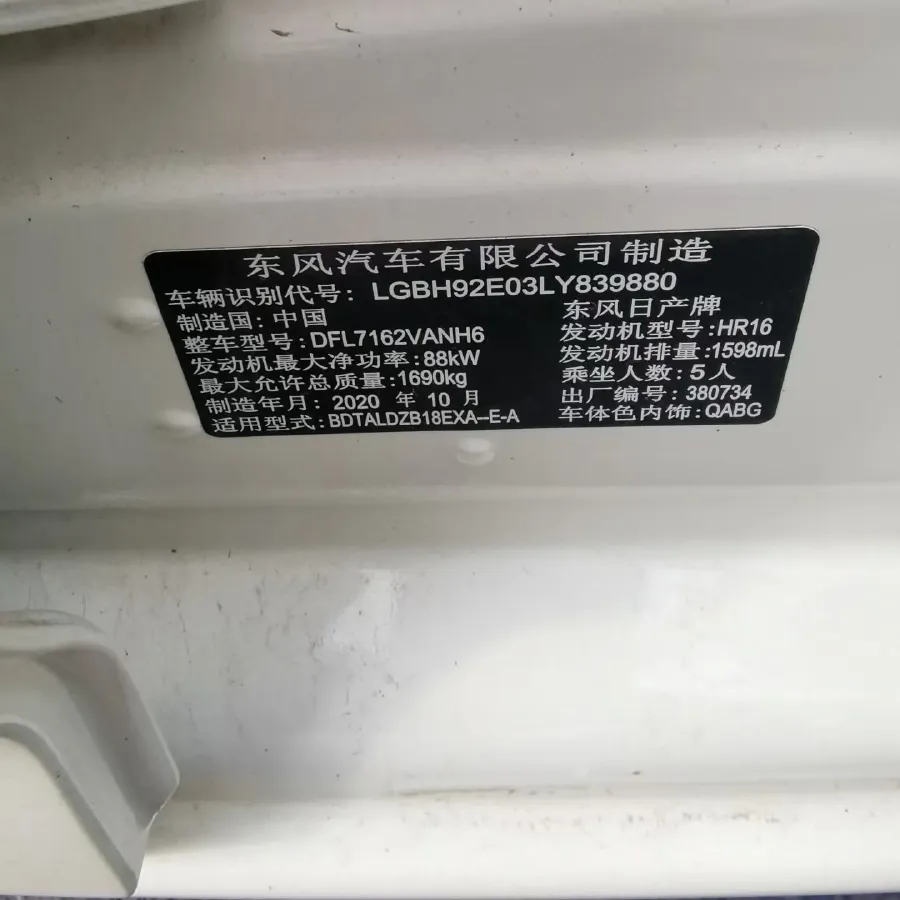 东风汽车有限公司制造
车辆识别代号: LGBH92E03LY839880
制造国: 中国 东风日产牌
整车型号: DFL7162VANH6 发动机型号: HR16
发动机最大净功率: 88kW 发动机排量: 1598mL
最大允许总质量: 1690kg 乘坐人数: 5人
制造年月: 2020 年 10 月 出厂编号: 380734
适用型式: BDTALDZB18EXA--E-A 车体色内饰: QABG